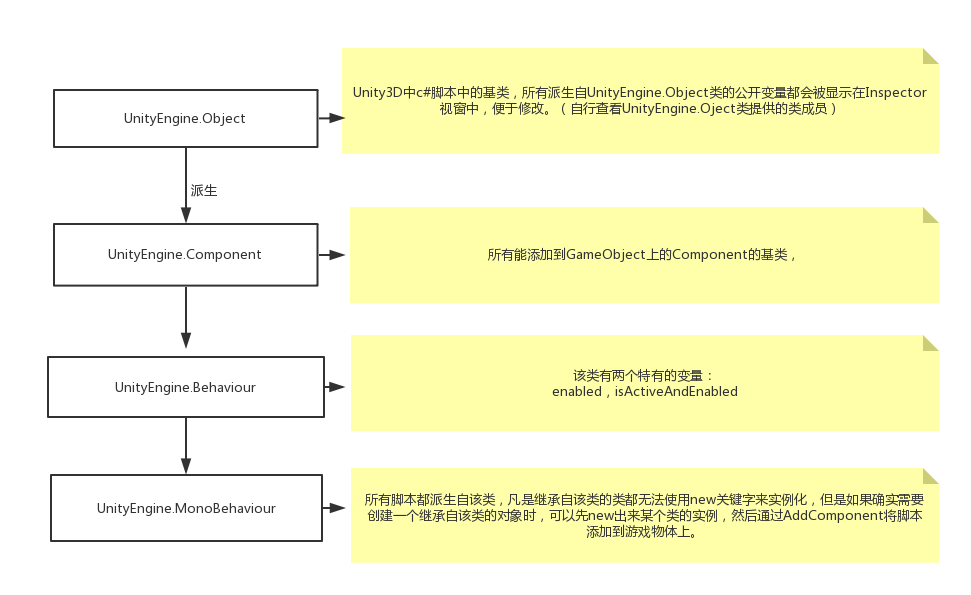 UnityEngine.Object
Unity3D中c#脚本中的基类，所有派生自UnityEngine.Object类的公开变量都会被显示在Inspector
视窗中，便于修改。（自行查看UnityEngine.Oject类提供的类成员）
派生
UnityEngine.Component
所有能添加到GameObject上的Component的基类，
UnityEngine.Behaviour
该类有两个特有的变量：
enabled，isActiveAndEnabled
UnityEngine.MonoBehaviour
所有脚本都派生自该类，凡是继承自该类的类都无法使用new关键字来实例化，但是如果确实需要
创建一个继承自该类的对象时，可以先new出来某个类的实例，然后通过AddComponent将脚本
添加到游戏物体上。